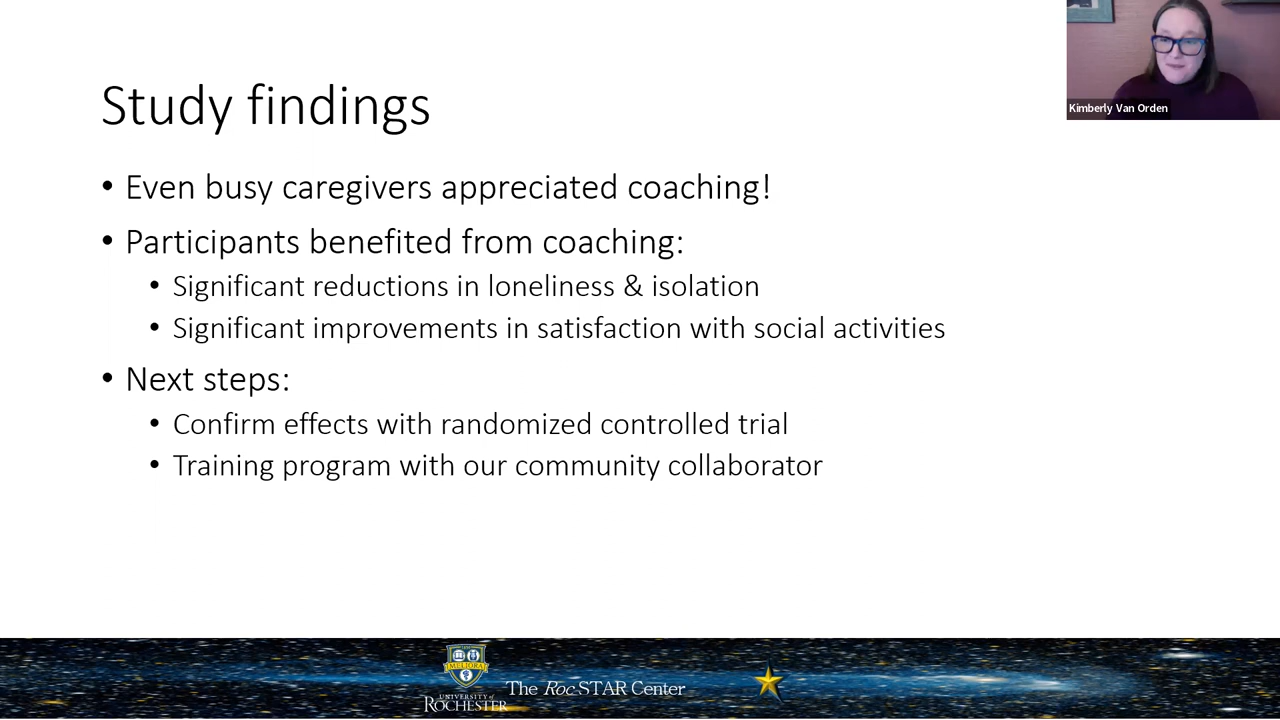 Kimberly Van Orden
Study findings
• Even busy caregivers appreciated coaching!
• Participants benefited from coaching:
• Significant reductions in loneliness & isolation
• Significant improvements in satisfaction with social activities
• Next steps:
• Confirm effects with randomized controlled trial
• Training program with our community collaborator
MELIORA
UNIVERSITY of
ROCHESTER
The RocSTAR Center